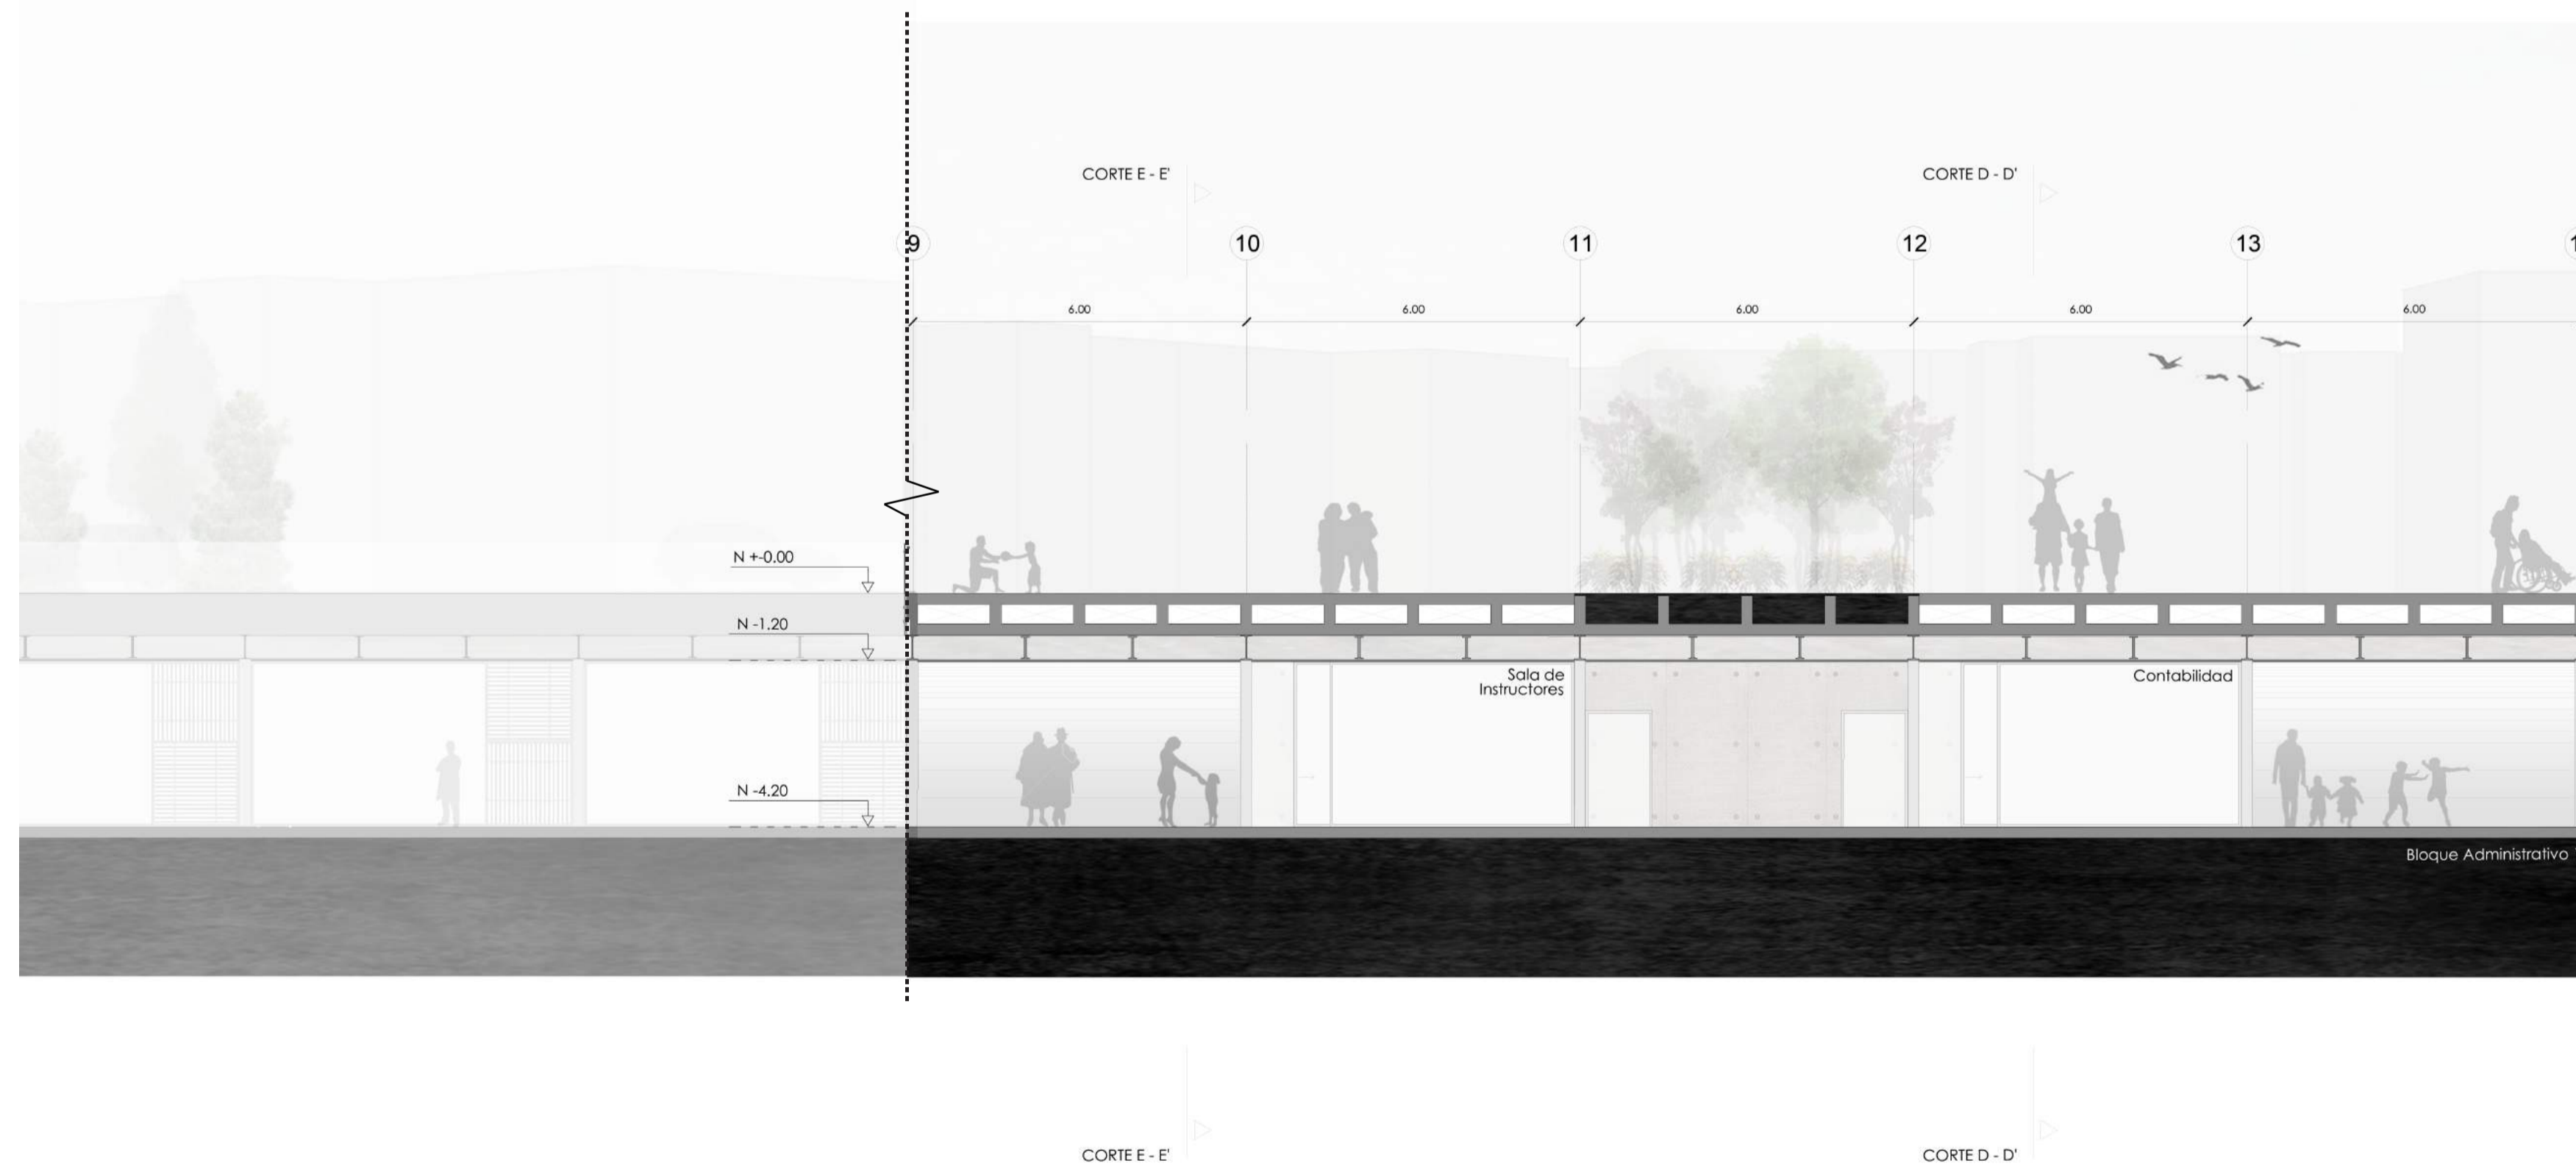 CORTE E - E'
CORTE D - D'
9
10
11
12
13
6.00
6.00
6.00
6.00
6.00
N +-0.00
N -1.20
Sala de
Instructores
Contabilidad
N -4.20
Bloque Administrativo
CORTE E - E'
CORTE D - D'